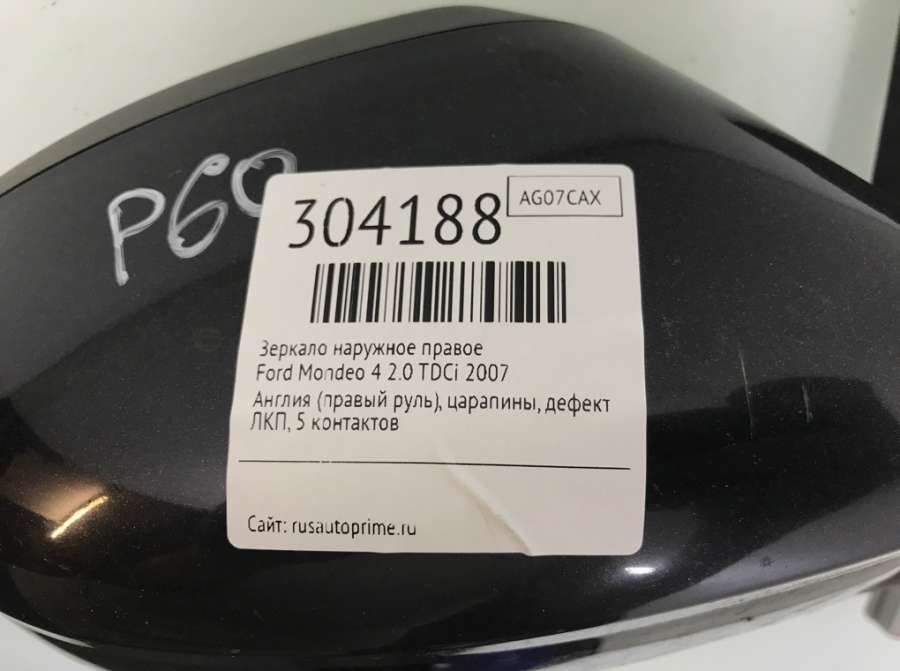 P60
304188
AG07CAX
Зеркало наружное правое
Ford Mondeo 4 2.0 TDCi 2007
Англия (правый руль), царапины, дефект
ЛКП, 5 контактов
Сайт: rusautoprime.ru